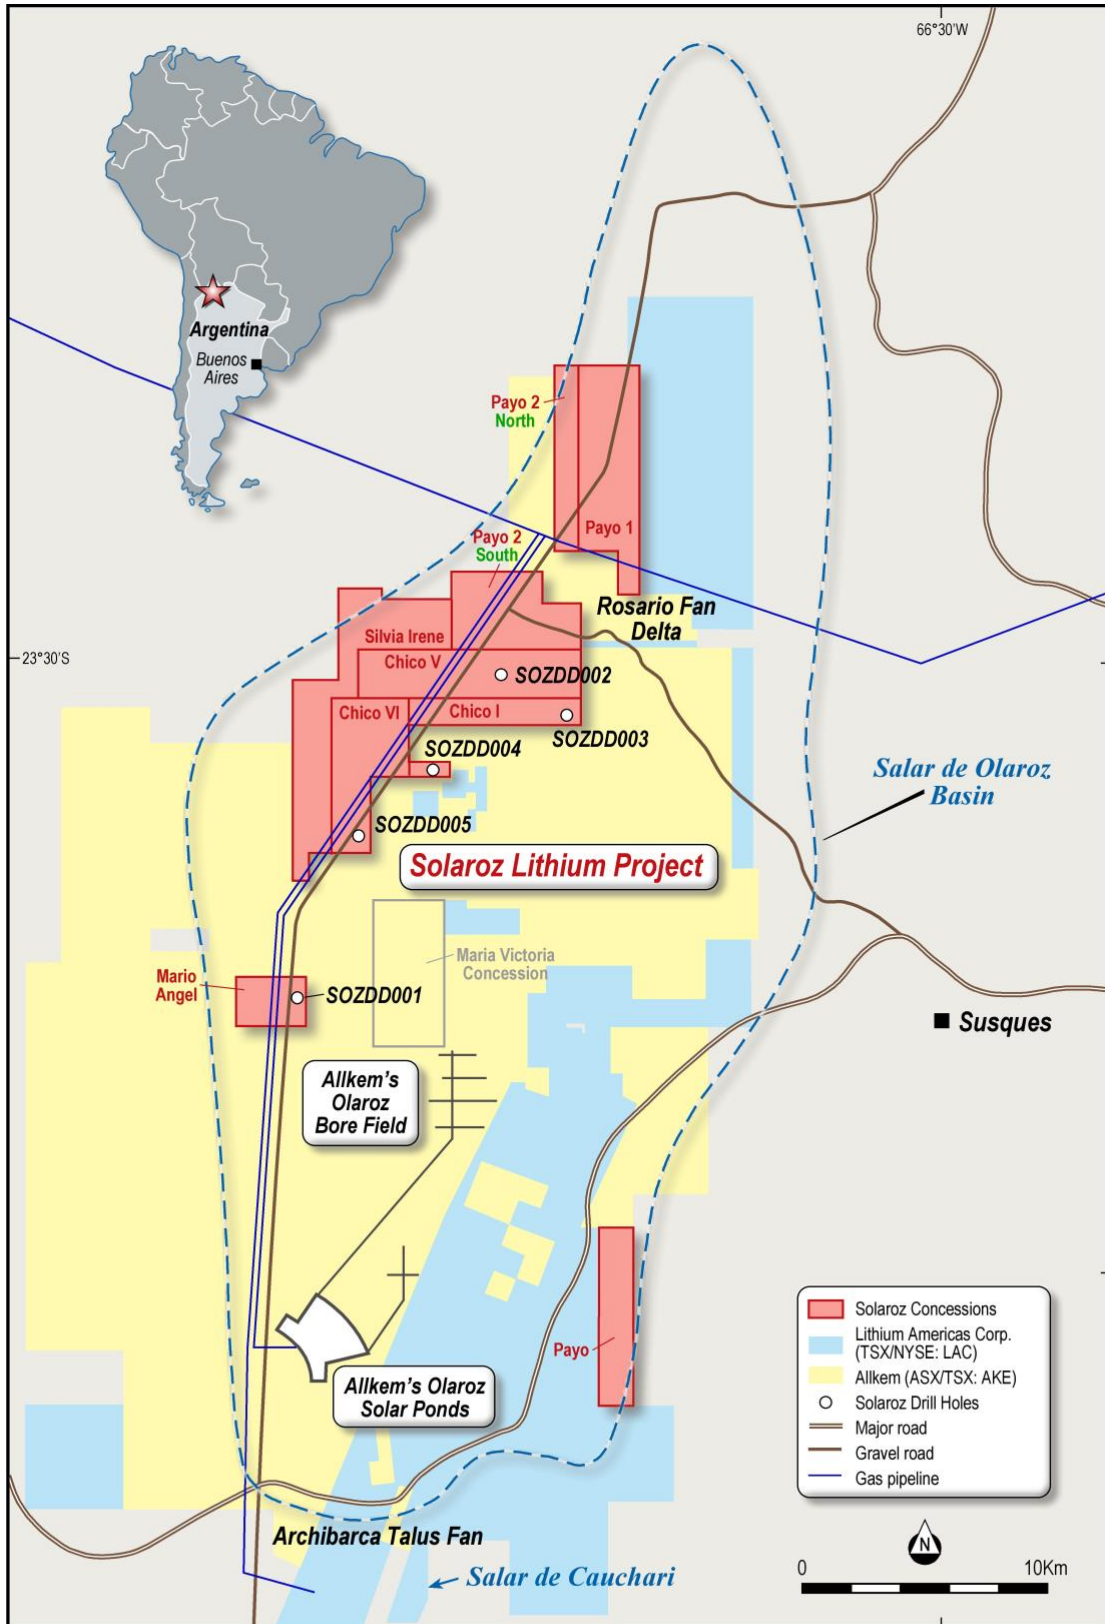 66°30'W
Argentina
Buenos
Aires
Payo 2
North
Payo 1
Payo 2
South
Rosario Fan
Delta
Silvia Irene
23°30'S
Chico V
SOZDD002
Chico VI
Chico I
SOZDD003
SOZDD004
Salar de Olaroz
Basin
SOZDD005
Solaroz Lithium Project
Maria Victoria
Concession
Mario
Angel
SOZDD001
Susques
Allkem's
Olaroz
Bore Field
Payo
Allkem's Olaroz
Solar Ponds
Solaroz Concessions
Lithium Americas Corp.
(TSX/NYSE: LAC)
Allkem (ASX/TSX: AKE)
Solaroz Drill Holes
Major road
Gravel road
Gas pipeline
Archibarca Talus Fan
N
Salar de Cauchari
0
10Km